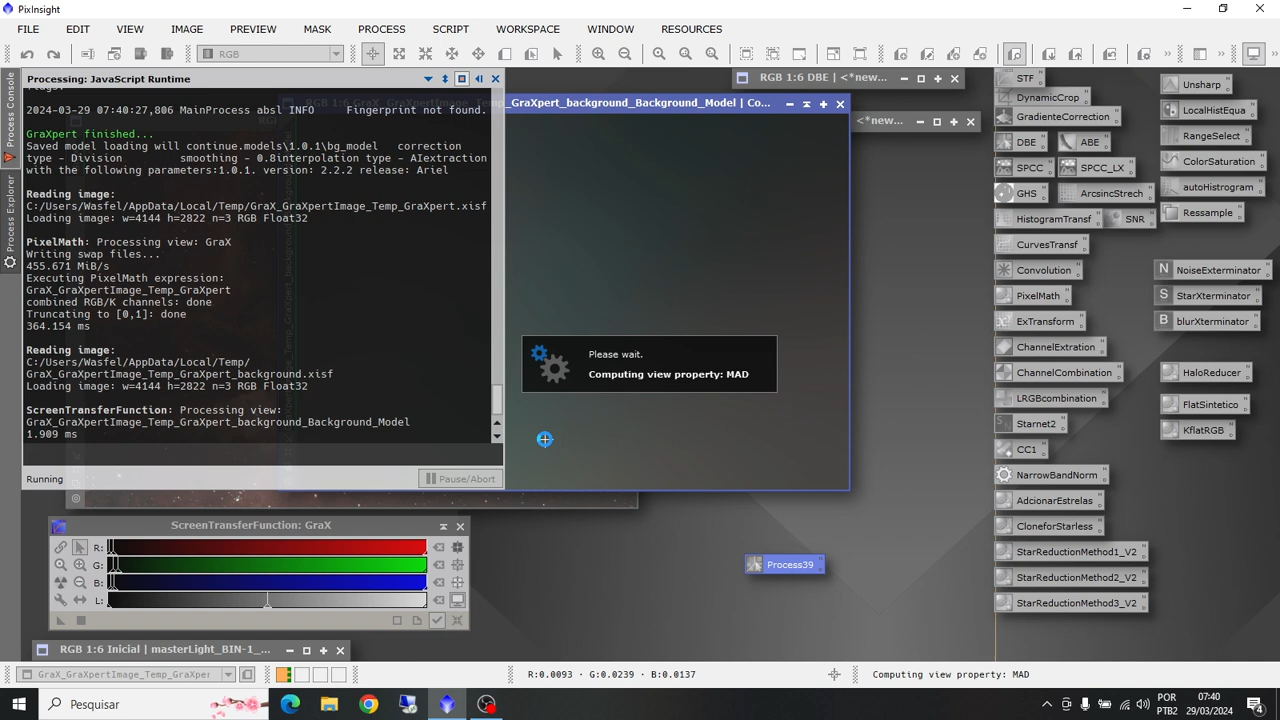 PixInsight
FILE EDIT VIEW IMAGE PREVIEW MASK PROCESS SCRIPT WORKSPACE WINDOW RESOURCES
RGB
Process Console
Process Explorer
Processing: JavaScript Runtime
flags.
2024-03-29 07:40:27,806 MainProcess absl INFO Fingerprint not found.
GraXpert finished...
Saved model loading will continue.models\1.0.1\bg_model correction
type - Division smoothing - 0.8interpolation type - AIextraction
with the following parameters:1.0.1. version: 2.2.2 release: Ariel
Reading image:
C:/Users/Wasfel/AppData/Local/Temp/GraX_GraXpertImage_Temp_GraXpert.xisf
Loading image: w=4144 h=2822 n=3 RGB Float32
PixelMath: Processing view: GraX
Writing swap files...
455.671 MiB/s
Executing PixelMath expression:
GraX_GraXpertImage_Temp_GraXpert
combined RGB/K channels: done
Truncating to [0,1]: done
364.154 ms
Reading image:
C:/Users/Wasfel/AppData/Local/Temp/
GraX_GraXpertImage_Temp_GraXpert_background.xisf
Loading image: w=4144 h=2822 n=3 RGB Float32
ScreenTransferFunction: Processing view:
GraX_GraXpertImage_Temp_GraXpert_background_Background_Model
1.909 ms
Running
Pause/Abort
RGB 1:6 DBE | <*new...
RGB 1:6 GraX_GraXpertImage_Temp_GraXpert_background_Background_Model | Co...
<*new...
Please wait.
Computing view property: MAD
Process39
ScreenTransferFunction: GraX
R:
G:
B:
L:
RGB 1:6 Inicial | masterLight_BIN-1_...
STF
DynamicCrop
GradienteCorrection
DBE
ABE
SPCC
SPCC_LX
GHS
ArcsincStrech
HistogramTransf
SNR
CurvesTransf
Convolution
PixelMath
ExTransform
ChannelExtration
ChannelCombination
LRGBcombination
Starnet2
CC1
NarrowBandNorm
AdcionarEstrelas
CloneforStarless
StarReductionMethod1_V2
StarReductionMethod2_V2
StarReductionMethod3_V2
Unsharp
LocalHistEqua
RangeSelect
ColorSaturation
autoHistogram
Ressample
N NoiseExterminator
S StarXterminator
B blurXterminator
HaloReducer
FlatSintetico
KflatRGB
GraX_GraXpertImage_Temp_GraXper
R:0.0093 · G:0.0239 · B:0.0137
Computing view property: MAD
Pesquisar
POR
PTB2
07:40
29/03/2024
4